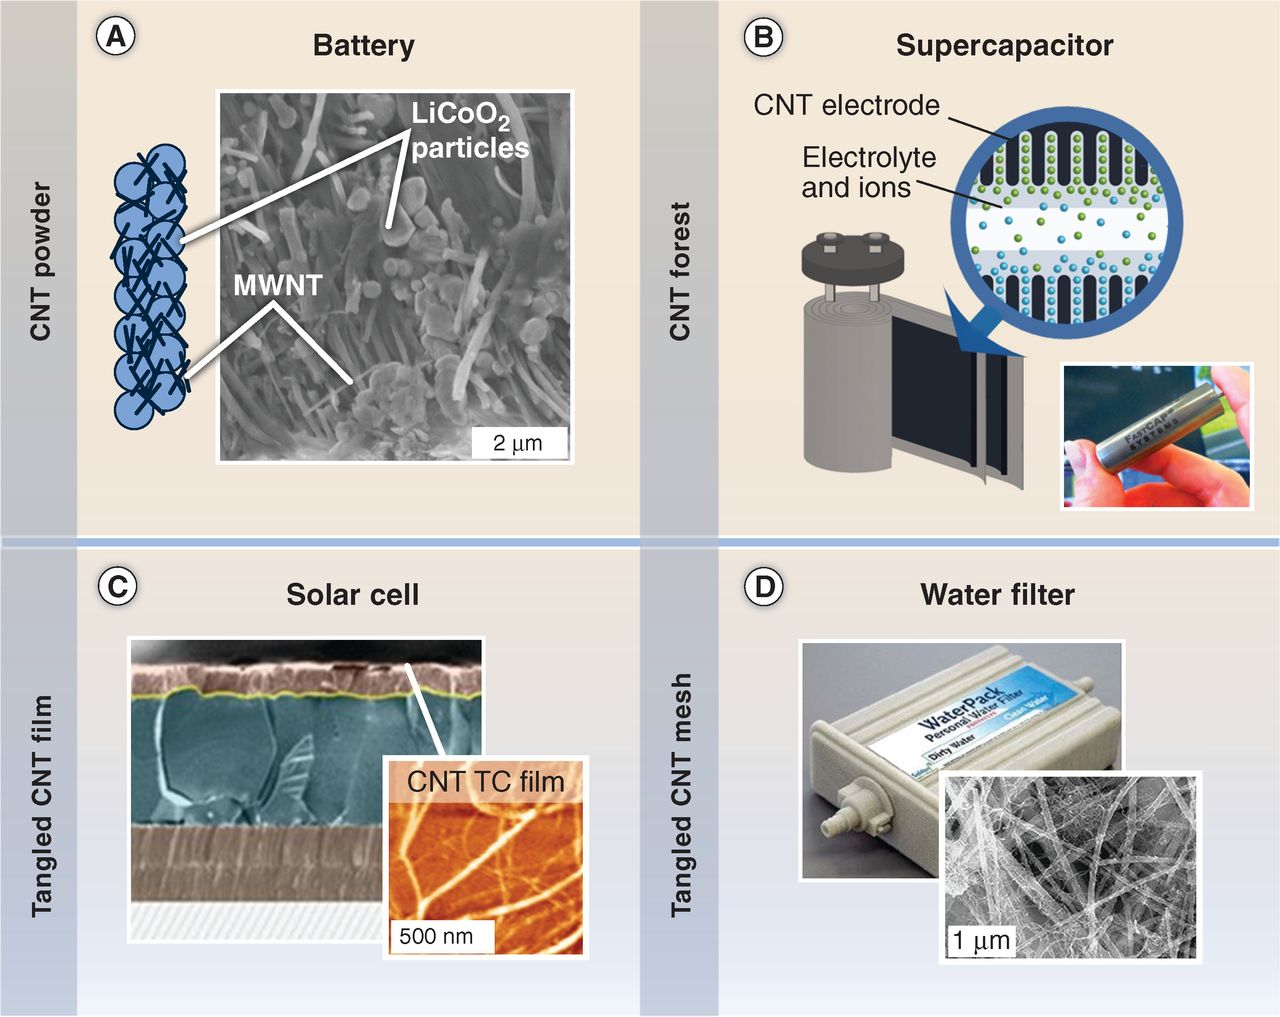 A
Battery
CNT powder
LiCoO2
particles
MWNT
2 μm
B
Supercapacitor
CNT forest
CNT electrode
Electrolyte
and ions
FASTCAP
SYSTEMS
C
Solar cell
Tangled CNT film
CNT TC film
500 nm
D
Water filter
Tangled CNT mesh
WaterPack
Personal Water Filter
Clean Water
Dirty Water
1 μm